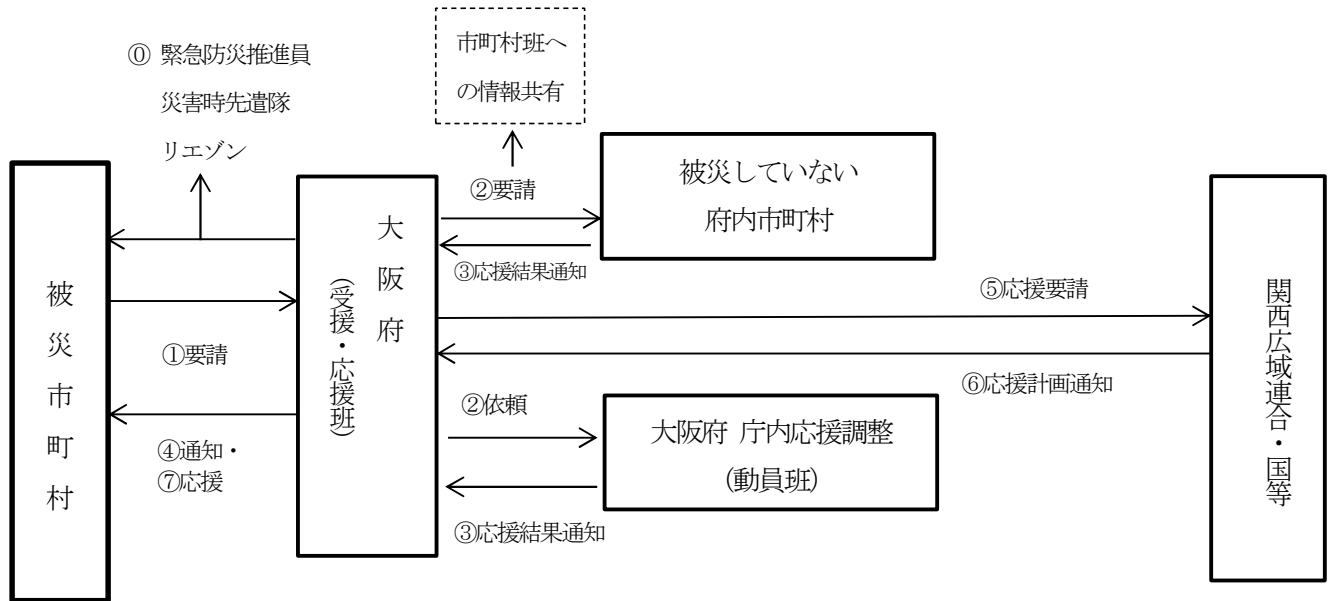 ⓪ 緊急防災推進員
災害時先遣隊
リエゾン
市町村班へ
の情報共有
被災市町村
大阪府
(受援・応援班)
②要請
被災していない
府内市町村
③応援結果通知
①要請
④通知・
⑦応援
⑤応援要請
⑥応援計画通知
②依頼
大阪府 庁内応援調整
(動員班)
③応援結果通知
関西広域連合・国等